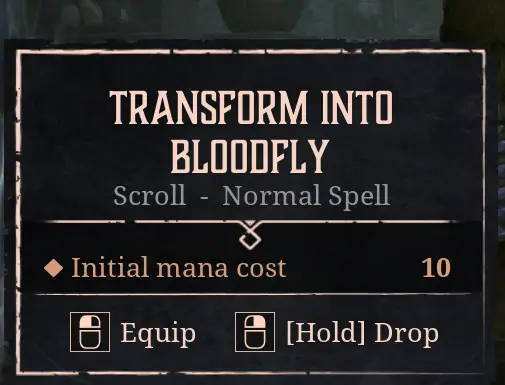 TRANSFORM INTO
BLOODFLY
Scroll - Normal Spell
Initial mana cost 10
Equip [Hold] Drop